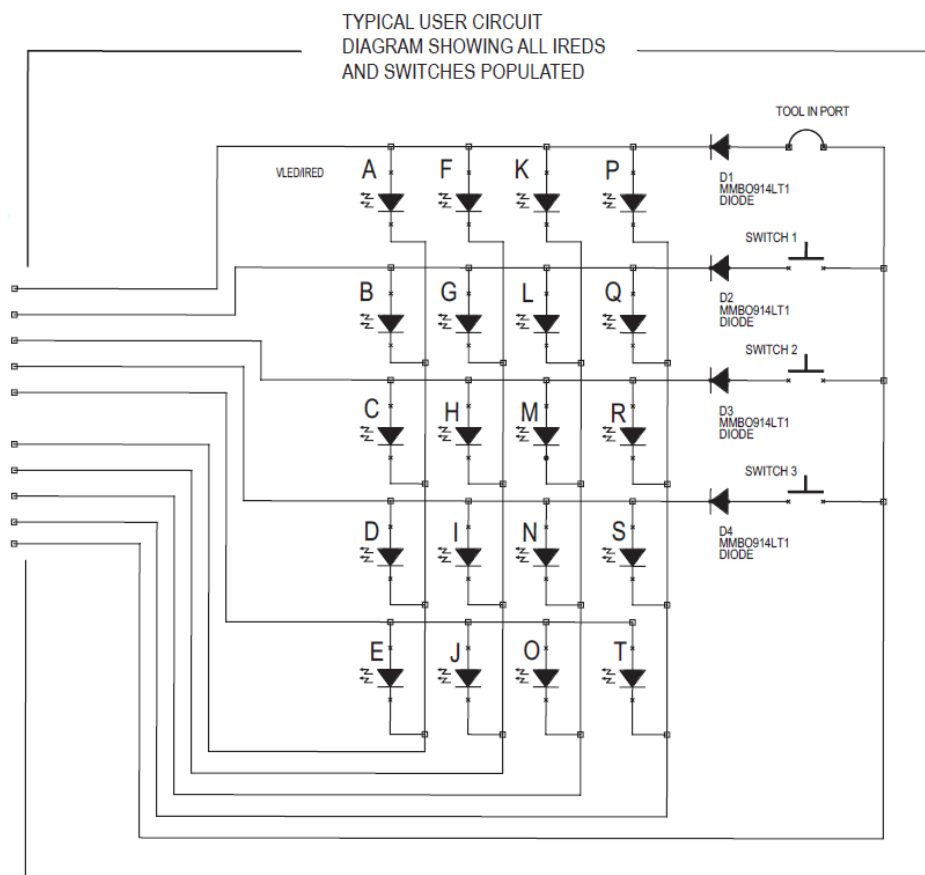 TYPICAL USER CIRCUIT
DIAGRAM SHOWING ALL IREDS
AND SWITCHES POPULATED
TOOL IN PORT
VLED/IRED
A F K P
D1
MMBO914LT1
DIODE
SWITCH 1
B G L Q
D2
MMBO914LT1
DIODE
SWITCH 2
C H M R
D3
MMBO914LT1
DIODE
SWITCH 3
D I N S
D4
MMBO914LT1
DIODE
E J O T